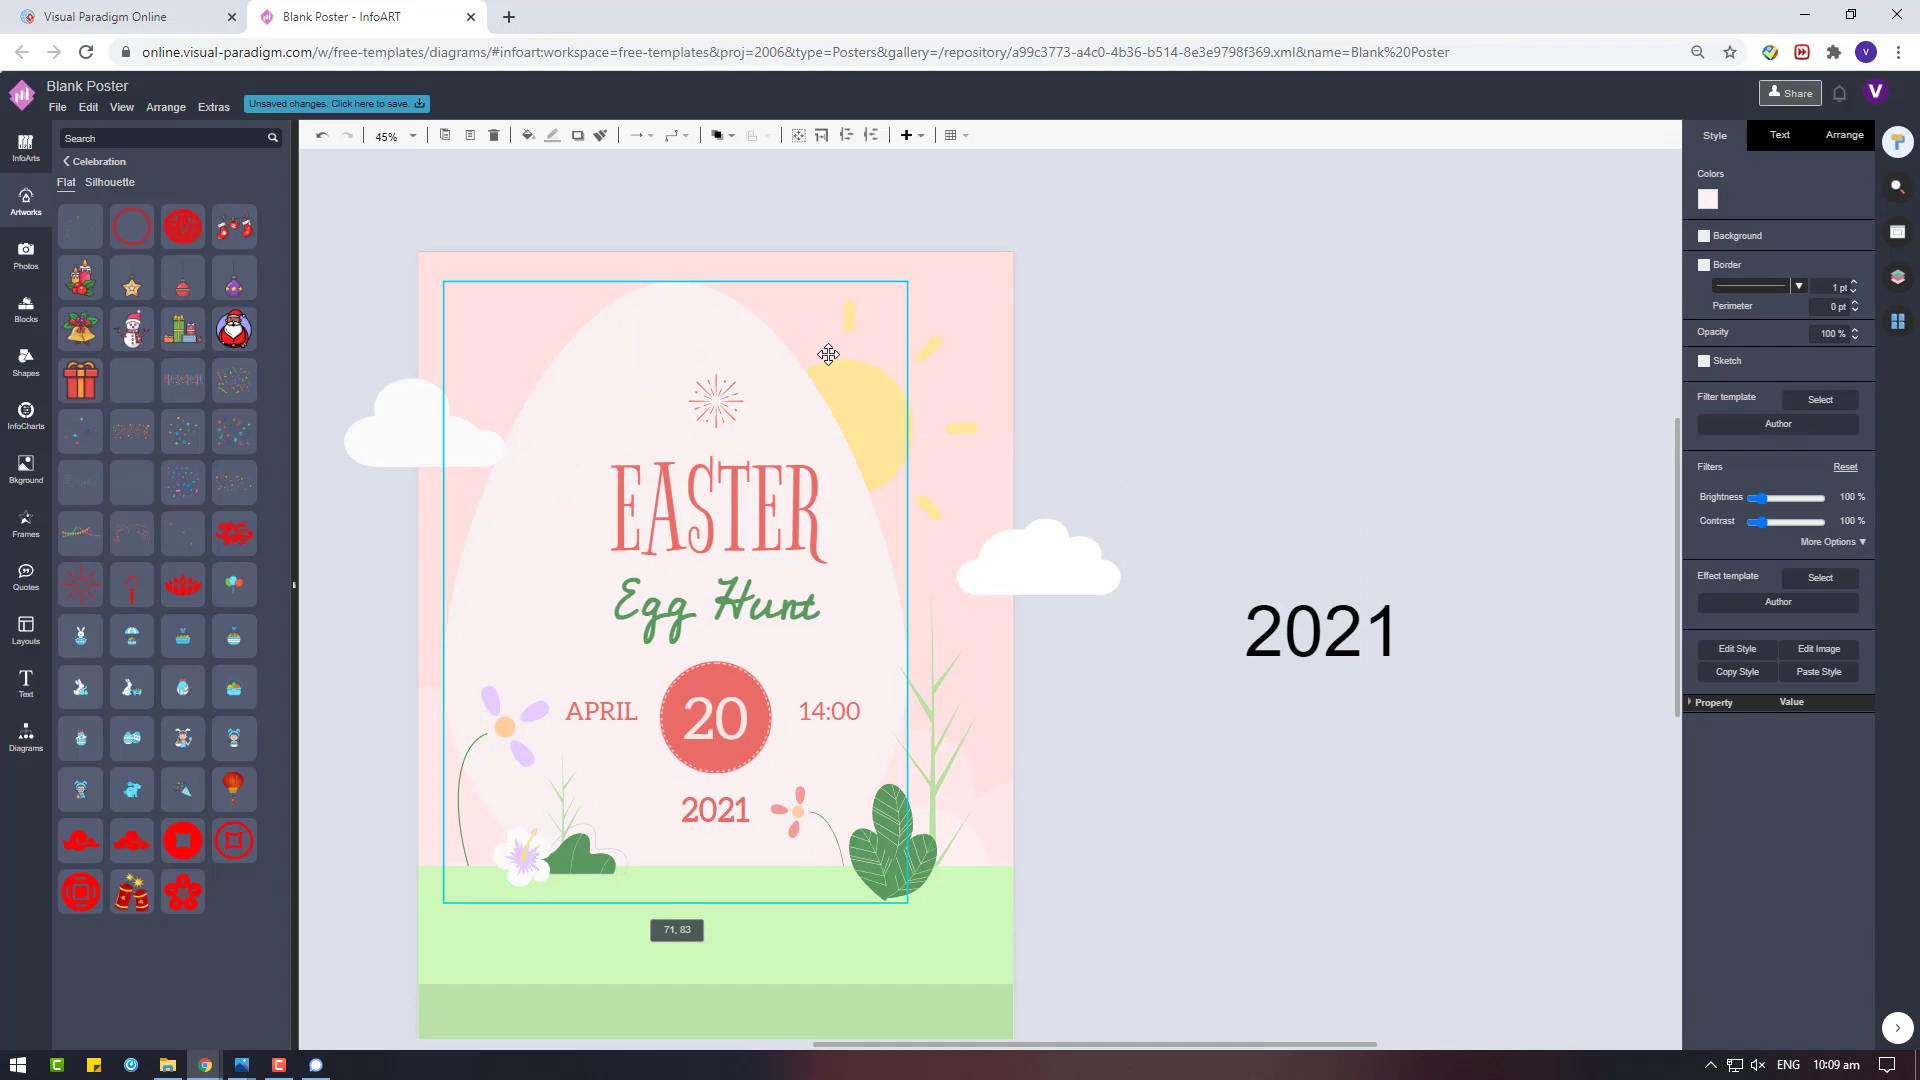 Visual Paradigm Online
Blank Poster - InfoART
online.visual-paradigm.com/w/free-templates/diagrams/#infoart:workspace=free-templates&proj=2006&type=Posters&gallery=/repository/a99c3773-a4c0-4b36-b514-8e3e9798f369.xml&name=Blank%20Poster
V
Blank Poster
File Edit View Arrange Extras
Unsaved changes. Click here to save.
Share
V
Search
45%
Style Text Arrange
InfoArts
Celebration
Flat Silhouette
Artworks
Photos
Blocks
Shapes
InfoCharts
Bkground
Frames
Quotes
Layouts
Text
Diagrams
EASTER
Egg Hunt
APRIL
20
14:00
2021
71, 83
2021
Colors
Background
Border
1 pt
Perimeter 0 pt
Opacity 100 %
Sketch
Filter template Select
Author
Filters Reset
Brightness 100 %
Contrast 100 %
More Options
Effect template Select
Author
Edit Style Edit Image
Copy Style Paste Style
Property Value
ENG 10:09 am